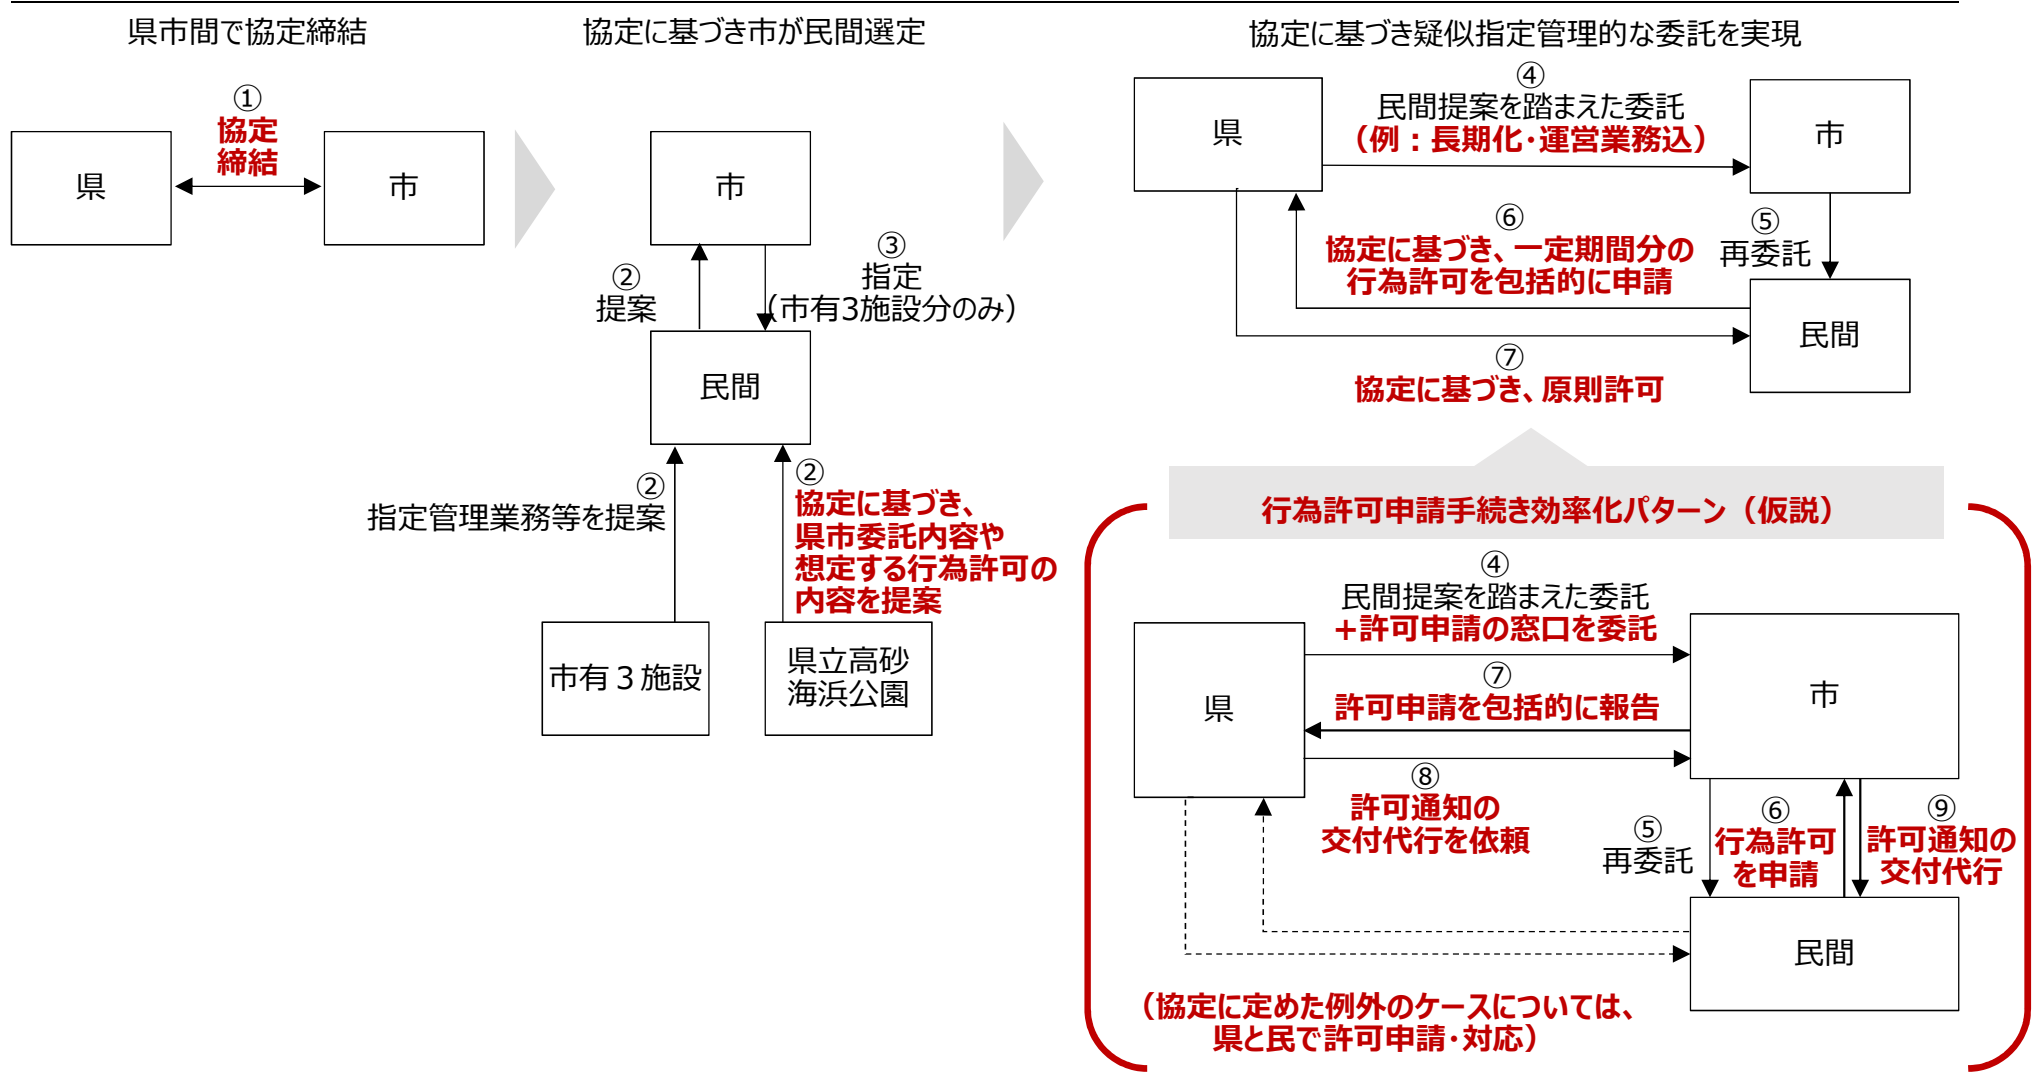 県市間で協定締結
①
協定
締結
県
市
協定に基づき市が民間選定
市
②
提案
③
指定
（市有3施設分のみ）
民間
②
指定管理業務等を提案
②
協定に基づき、
県市委託内容や
想定する行為許可の
内容を提案
市有３施設
県立高砂
海浜公園
協定に基づき疑似指定管理的な委託を実現
④
民間提案を踏まえた委託
（例：長期化・運営業務込）
県
市
⑤
再委託
⑥
協定に基づき、一定期間分の
行為許可を包括的に申請
民間
⑦
協定に基づき、原則許可
行為許可申請手続き効率化パターン（仮説）
④
民間提案を踏まえた委託
+許可申請の窓口を委託
⑦
許可申請を包括的に報告
県
市
⑧
許可通知の
交付代行を依頼
⑤
再委託
⑥
行為許可
を申請
⑨
許可通知の
交付代行
民間
（協定に定めた例外のケースについては、
県と民で許可申請・対応）